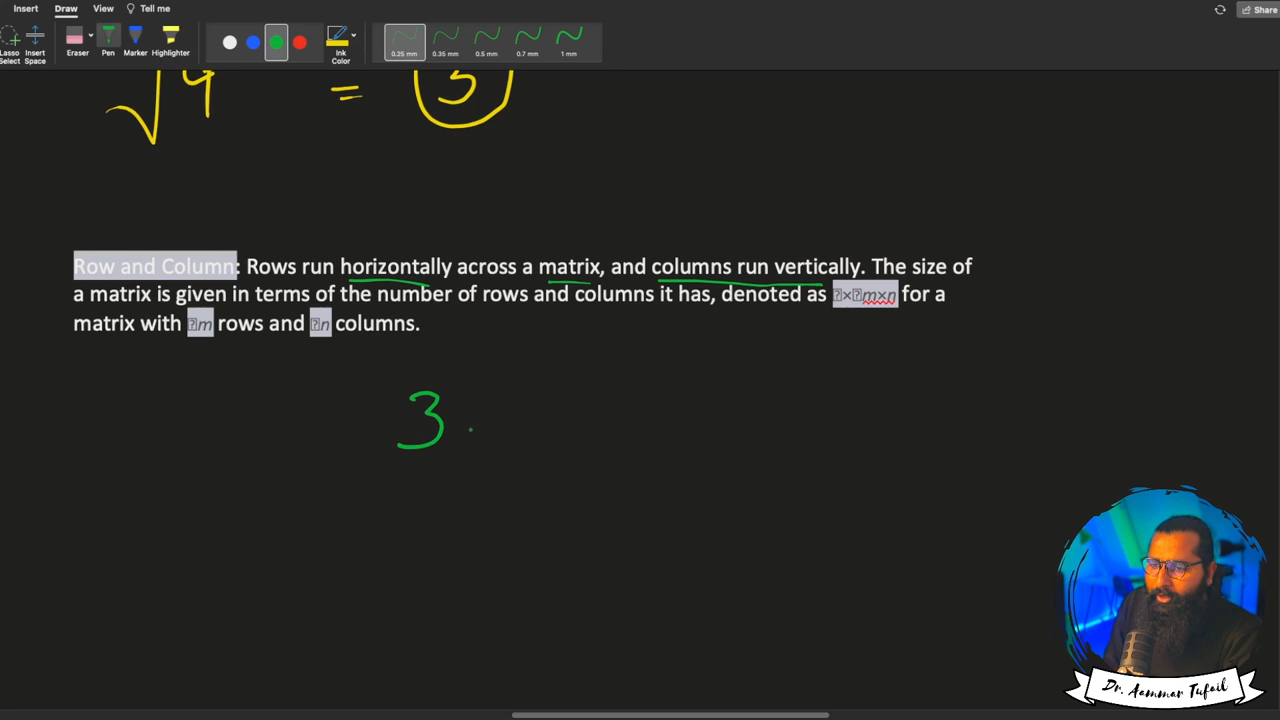 Insert Draw View Tell me Share
Lasso Select Insert Space Eraser Pen Marker Highlighter Ink Color 0.25 mm 0.35 mm 0.5 mm 0.7 mm 1 mm
√4 = 3
Row and Column: Rows run horizontally across a matrix, and columns run vertically. The size of
a matrix is given in terms of the number of rows and columns it has, denoted as ×m×n for a
matrix with m rows and n columns.
3
Dr. Aammar Tufail